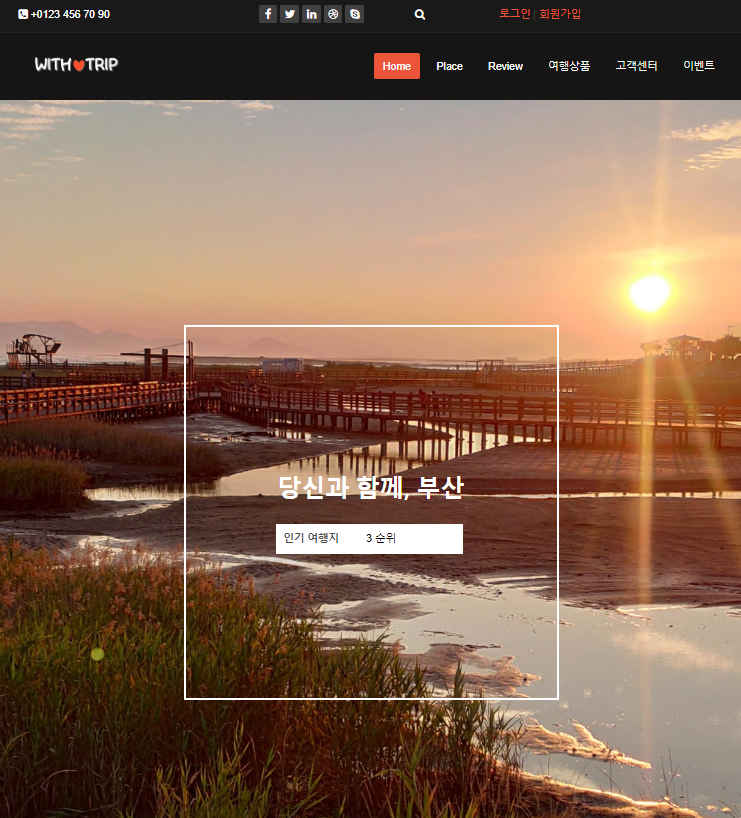 +0123 456 70 90
로그인 | 회원가입
WITH TRIP
Home Place Review 여행상품 고객센터 이벤트
당신과 함께, 부산
인기 여행지 3 순위